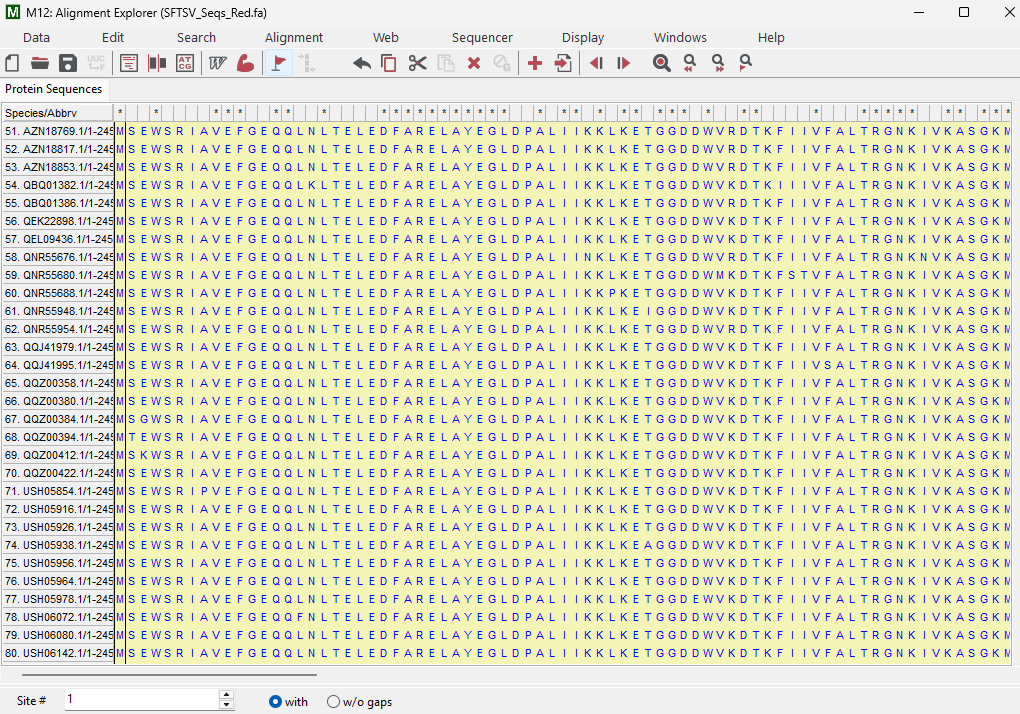 M12: Alignment Explorer (SFTSV_Seqs_Red.fa)
Data Edit Search Alignment Web Sequencer Display Windows Help
Protein Sequences
Species/Abbrv * * * * * * * * * * * * * * * * * * * * * * * * * * * * * * * * * * * * * * * * * * *
51. AZN18769.1/1-245 M S E W S R I A V E F G E Q Q L N L T E L E D F A R E L A Y E G L D P A L I I K K L K E T G G D D W V R D T K F I I V F A L T R G N K I V K A S G K M
52. AZN18817.1/1-245 M S E W S R I A V E F G E Q Q L N L T E L E D F A R E L A Y E G L D P A L I I K K L K E T G G D D W V R D T K F I I V F A L T R G N K I V K A S G K M
53. AZN18853.1/1-245 M S E W S R I A V E F G E Q Q L N L T E L E D F A R E L A Y E G L D P A L I I K K L K E T G G D D W V R D T K F I I V F A L T R G N K I V K A S G K M
54. QBQ01382.1/1-245 M S E W S R I A V E F G E Q Q L K L T E L E D F A R E L A Y E G L D P A L I I K K L K E T G G D D W V K D T K I I I V F A L T R G N K I V K A S G K M
55. QBQ01386.1/1-245 M S E W S R I A V E F G E Q Q L N L T E L E D F A R E L A Y E G L D P A L I I K K L K E T G G D D W V R D T K F I I V F A L T R G N K I V K A S G K M
56. QEK22898.1/1-245 M S E W S R I A V E F G E Q Q L N L T E L E D F A R E L A Y E G L D P A L I I K K L K E T G G D D W V K D T K F I I V F A L T R G N K I V K A S G K M
57. QEL09436.1/1-245 M S E W S R I A V E F G E Q Q L N L T E L E D F A R E L A Y E G L D P A L I I K K L K E T G G D D W V K D T K F I I V F A L T R G N K I V K A S G K M
58. QNR55676.1/1-245 M S E W S R I A V E F G E Q Q L N L T E L E D F A R E L A Y E G L D P A L I I N K L K E T G G D D W V R D T K F I I V F A L T R G N K N V K A S G K M
59. QNR55680.1/1-245 M S E W S R I A V E F G E Q Q L N L T E L E D F A R E L A Y E G L D P A L I I K K L K E T G G D D W M K D T K F S T V F A L T R G N K I V K A S G K M
60. QNR55688.1/1-245 M S E W S R I A V E F G E Q Q L N L T E L E D F A R E L A Y E G L D P A L I I K K P K E T G G D D W V K D T K F I I V F A L T R G N K I V K A S G K M
61. QNR55948.1/1-245 M S E W S R I A V E F G E Q Q L N L T E L E D F A R E L A Y E G L D P A L I I K K L K E I G G D D W V K D T K F I I V F A L T R G N K I V K A S G K M
62. QNR55954.1/1-245 M S E W S R I A V E F G E Q Q L N L T E L E D F A R E L A Y E G L D P A L I I K K L K E T G G D D W V R D T K F I I V F A L T R G N K I V K A S G K M
63. QQJ41979.1/1-245 M S E W S R I A V E F G E Q Q L N L T E L E D F A R E L A Y E G L D P A L I I K K L K E T G G D D W V K D T K F I I V F A L T R G N K I V K A S G K M
64. QQJ41995.1/1-245 M S E W S R I A V E F G E Q Q L N L T E L E D F A R E L A Y E G L D P A L I I K K L K E T G G D D W V K D T K F I I V S A L T R G N K I V K A S G K M
65. QQZ00358.1/1-245 M S E W S R I A V E F G E Q Q L N L T E L E D F A R E L A Y E G L D P A L I I K K L K E T G G D D W V K D T K F I I V F A L T R G N K I V K A S G K M
66. QQZ00380.1/1-245 M S E W S R I A V E F G E Q Q L N L T E L E D F A R E L A Y E G L D P A L I I K K L K E T G G D D W V K D T K F I I V F A L T R G N K I V K A S G K M
67. QQZ00384.1/1-245 M S G W S R I A V E F G E Q Q L N L T E L E D F A R E L A Y E G L D P A L I I K K L K E T G G D D W V K D T K F I I V F A L T R G N K I V K A S G K M
68. QQZ00394.1/1-245 M T E W S R I A V E F G E Q Q L N L T E L E D F A R E L A Y E G L D P A L I I K K L K E T G G D D W V K D T K F I I V F A L T R G N K I V K A S G K M
69. QQZ00412.1/1-245 M S K W S R I A V E F G E Q Q L N L T E L E D F A R E L A Y E G L D P A L I I K K L K E T G G D D W V K D T K F I I V F A L T R G N K I V K A S G K M
70. QQZ00422.1/1-245 M S E W S R I A V E F G E Q Q L N L T E L E D F A R E L A Y E G L D P A L I I K K L K E T G G D D W V K D T K F I I V F A L T R G N K I V K A S G K M
71. USH05854.1/1-245 M S E W S R I P V E F G E Q Q L N L T E L E D F A R E L A Y E G L D P A L I I K K L K E T G G D D W V K D T K F I I V F A L T R G N K I V K A S G K M
72. USH05916.1/1-245 M S E W S R I A V E F G E Q Q L N L T E L E D F A R E L A Y E G L D P A L I I K K L K E T G G D D W V K D T K F I I V F A L T R G N K I V K A S G K M
73. USH05926.1/1-245 M S E W S R I A V E F G E Q Q L N L T E L E D F A R E L A Y E G L D P A L I I K K L K E T G G D D W V K D T K F I I V F A L T R G N K I V K A S G K M
74. USH05938.1/1-245 M S E W S R I A V E F G E Q Q L N L T E L E D F A R E L A Y E G L D P A L I I K K L K E A G G D D W V K D T K F I I V F A L T R G N K I V K A S G K M
75. USH05956.1/1-245 M S E W S R I A V E F G E Q Q L N L T E L E D F A R E L A Y E G L D P A L I I K K L K E T G G D D W V K D T K F I I V F A L T R G N K I V K A S G K M
76. USH05964.1/1-245 M S E W S R I A V E F G E Q Q L N L T E L E D F A R E L A Y E G L D P A L I I K K L K E T G G D D W V K D T K F I I V F A L T R G N K I V K A S G K M
77. USH05978.1/1-245 M S E W S R I A V E F G E Q Q L N L T E L E D F A R E L A Y E G L D P A L I I K K L K E T G G D E W V K D T K F I I V F A L T R G N K I V K A S G K M
78. USH06072.1/1-245 M S E W S R I A V E F G E Q Q F N L T E L E D F A R E L A Y E G L D P A L I I K K L K E T G G D D W V K D T K F I I V F A L T R G N K I V K A S G K M
79. USH06080.1/1-245 M S E W S R I A V E F G E Q Q L N L T E L E D F A R E L A Y E G L D P A L I I K K L K E T G G D D W V K D T K F I I V F A L T R G N K I V K A S G K M
80. USH06142.1/1-245 M S E W S R I A V E F G E Q Q L N L T E L E D F A R E L A Y E G L D P A L I I K K L K E T G G D D W V K D T K F I I V F A L T R G N K I V K A S G K M
Site # 1 with w/o gaps